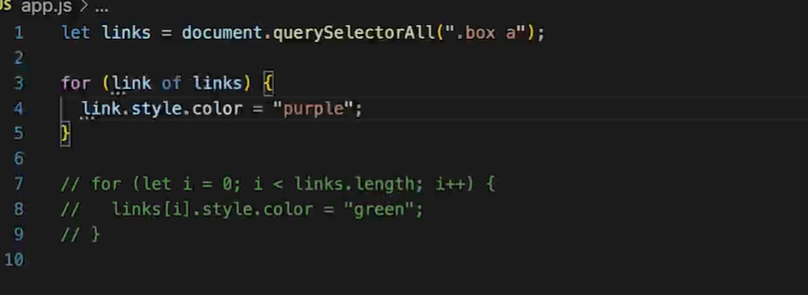 JS app.js > ...
1 let links = document.querySelectorAll(".box a");
2
3 for (link of links) {
4   link.style.color = "purple";
5 }
6
7 // for (let i = 0; i < links.length; i++) {
8 //   links[i].style.color = "green";
9 // }
10